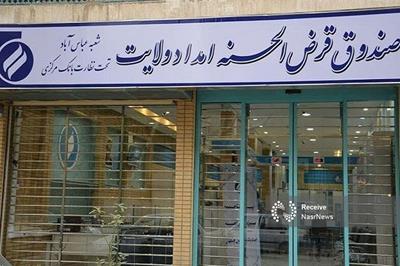 صندوق قرض الحسنه امداد ولایت
شعبه عباس آباد
تحت نظارت بانک مرکزی
Receive
NasrNews